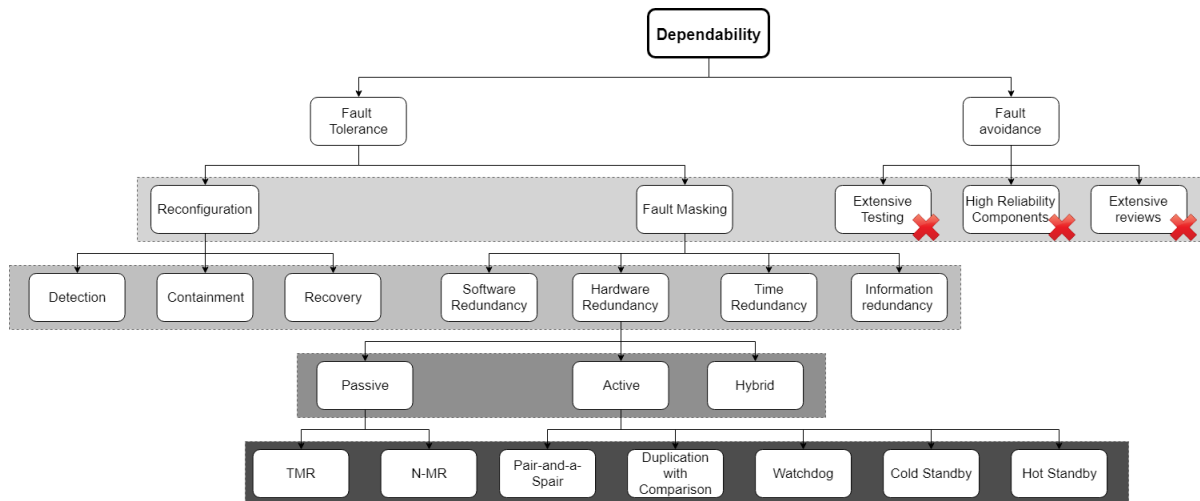 Dependability
Fault
Tolerance
Fault
avoidance
Reconfiguration
Fault Masking
Extensive
Testing
High Reliability
Components
Extensive
reviews
Detection
Containment
Recovery
Software
Redundancy
Hardware
Redundancy
Time
Redundancy
Information
redundancy
Passive
Active
Hybrid
TMR
N-MR
Pair-and-a-
Spair
Duplication
with
Comparison
Watchdog
Cold Standby
Hot Standby